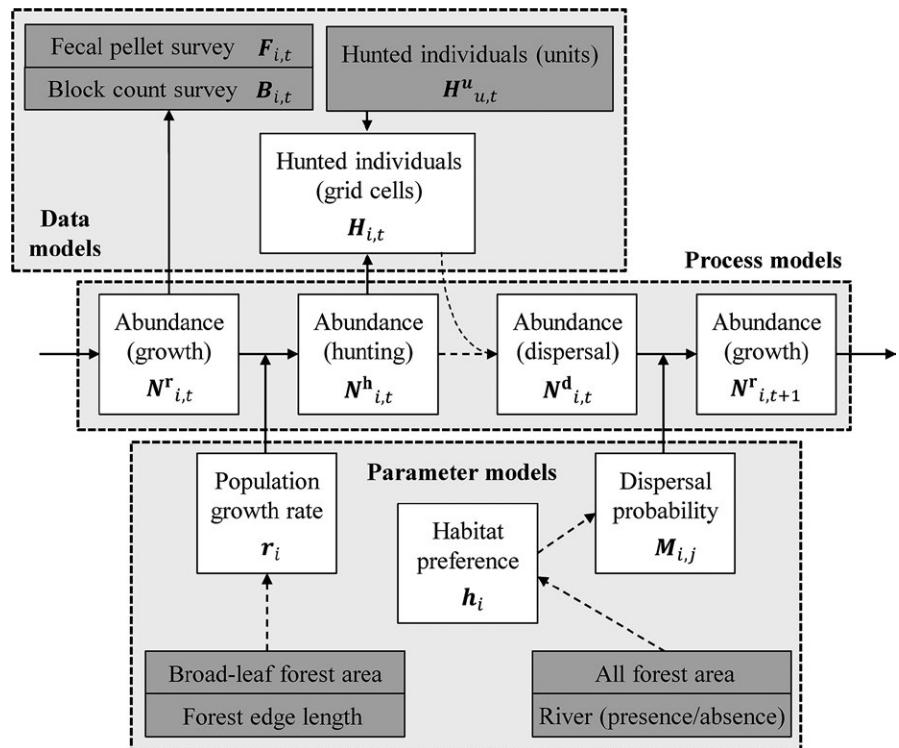 Fecal pellet survey F_{i,t}
Block count survey B_{i,t}
Hunted individuals (units)
H^u_{u,t}
Hunted individuals
(grid cells)
H_{i,t}
Data
models
Process models
Abundance
(growth)
N^r_{i,t}
Abundance
(hunting)
N^h_{i,t}
Abundance
(dispersal)
N^d_{i,t}
Abundance
(growth)
N^r_{i,t+1}
Parameter models
Population
growth rate
r_i
Habitat
preference
h_i
Dispersal
probability
M_{i,j}
Broad-leaf forest area
Forest edge length
All forest area
River (presence/absence)